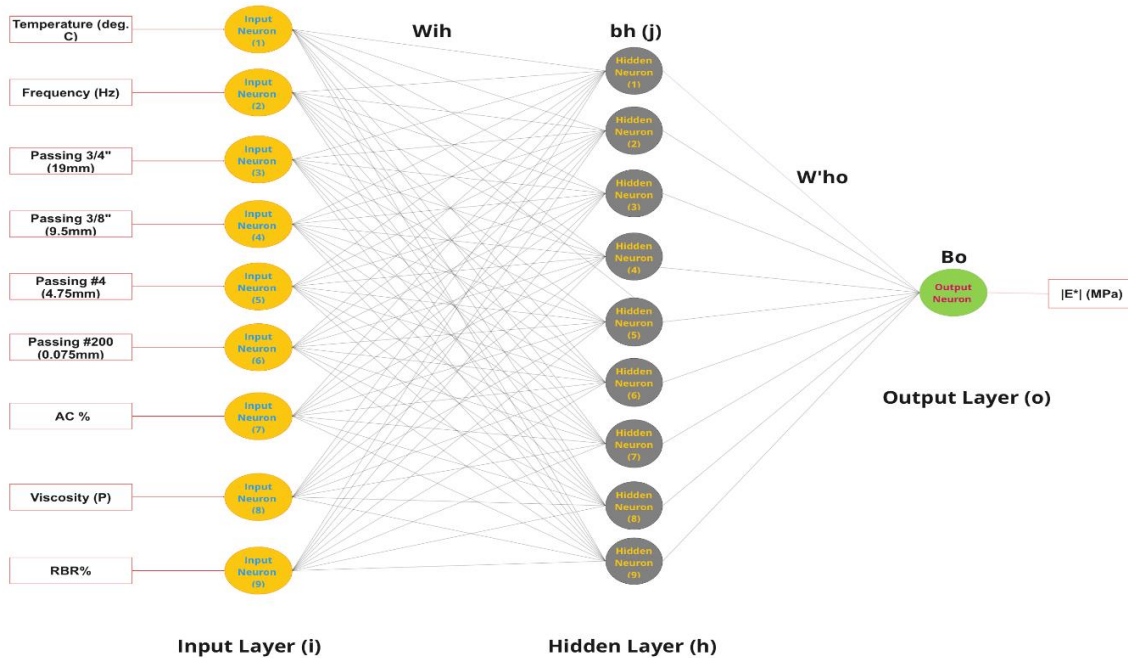 Temperature (deg.
C)
Frequency (Hz)
Passing 3/4"
(19mm)
Passing 3/8"
(9.5mm)
Passing #4
(4.75mm)
Passing #200
(0.075mm)
AC %
Viscosity (P)
RBR%
Input
Neuron
(1)
Input
Neuron
(2)
Input
Neuron
(3)
Input
Neuron
(4)
Input
Neuron
(5)
Input
Neuron
(6)
Input
Neuron
(7)
Input
Neuron
(8)
Input
Neuron
(9)
Input Layer (i)
Wih
bh (j)
Hidden
Neuron
(1)
Hidden
Neuron
(2)
Hidden
Neuron
(3)
Hidden
Neuron
(4)
Hidden
Neuron
(5)
Hidden
Neuron
(6)
Hidden
Neuron
(7)
Hidden
Neuron
(8)
Hidden
Neuron
(9)
Hidden Layer (h)
W'ho
Bo
Output
Neuron
Output Layer (o)
|E*| (MPa)